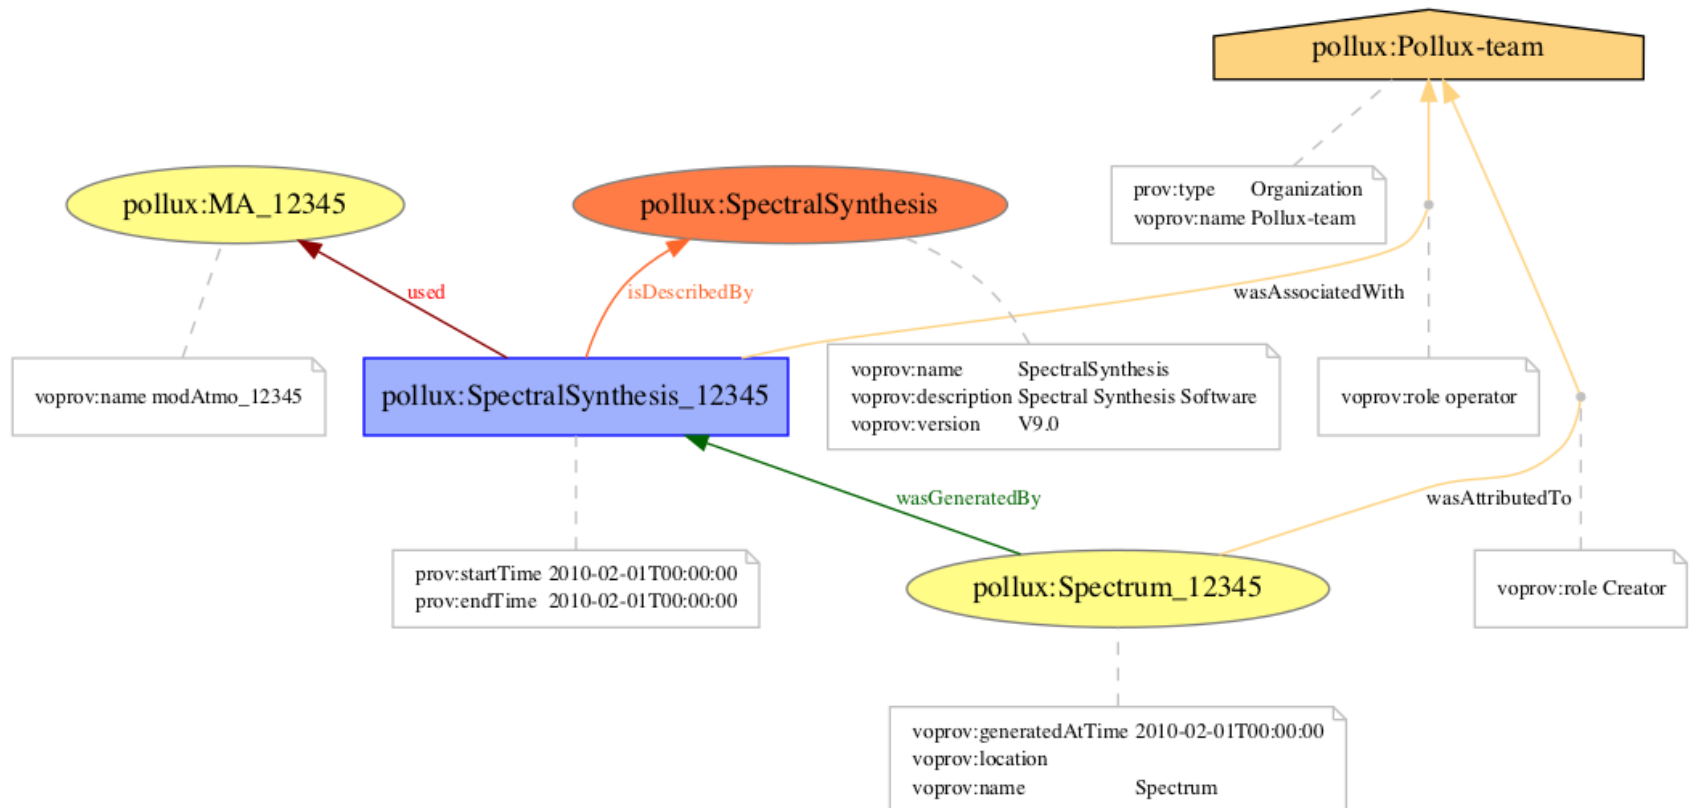 pollux:Pollux-team
prov:type Organization
voprov:name Pollux-team
pollux:MA_12345
pollux:SpectralSynthesis
used
isDescribedBy
wasAssociatedWith
voprov:name modAtmo_12345
pollux:SpectralSynthesis_12345
voprov:name SpectralSynthesis
voprov:description Spectral Synthesis Software
voprov:version V9.0
voprov:role operator
wasGeneratedBy
wasAttributedTo
prov:startTime 2010-02-01T00:00:00
prov:endTime 2010-02-01T00:00:00
pollux:Spectrum_12345
voprov:role Creator
voprov:generatedAtTime 2010-02-01T00:00:00
voprov:location
voprov:name Spectrum